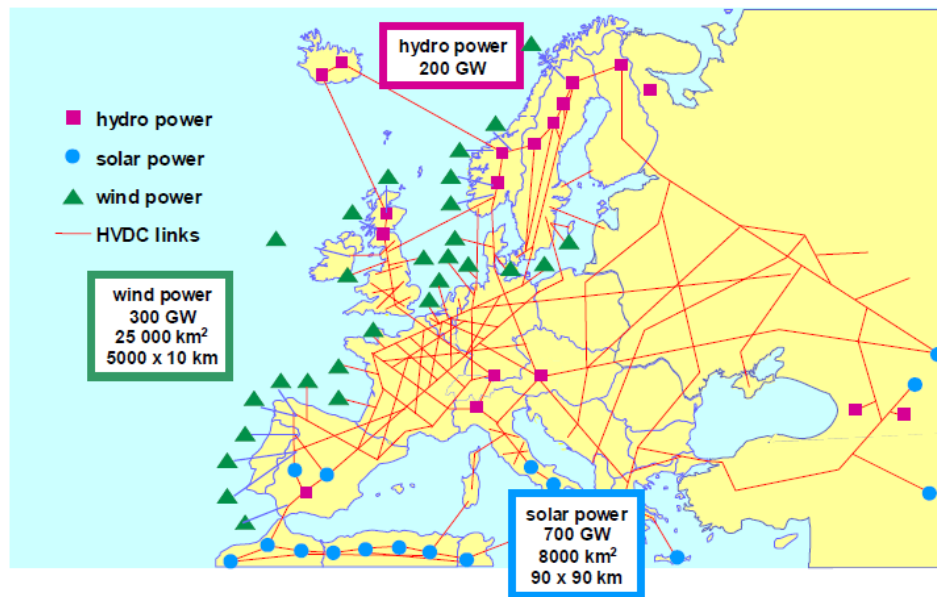 hydro power
200 GW
hydro power
solar power
wind power
HVDC links
wind power
300 GW
25 000 km²
5000 x 10 km
solar power
700 GW
8000 km²
90 x 90 km